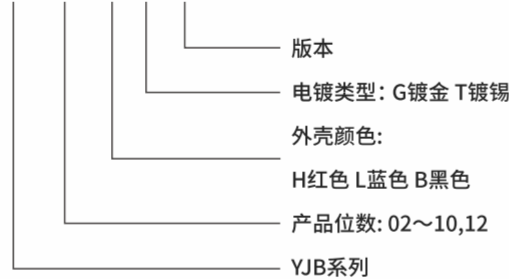 版本
电镀类型: G镀金 T镀锡
外壳颜色:
H红色 L蓝色 B黑色
产品位数: 02～10,12
YJB系列